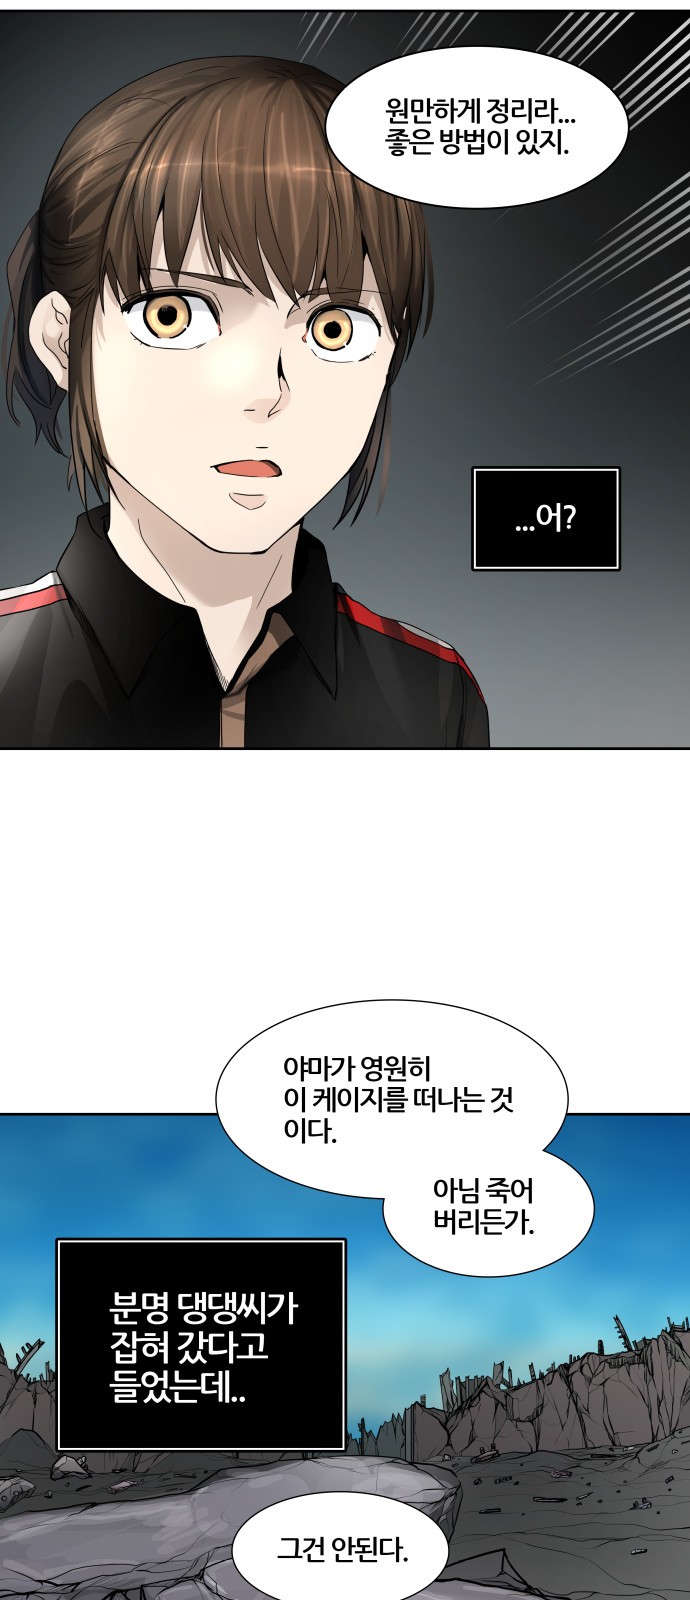 원만하게 정리라...
좋은 방법이 있지.
...어?
야마가 영원히
이 케이지를 떠나는 것
이다.
아님 죽어
버리든가.
분명 댕댕씨가
잡혀 갔다고
들었는데..
그건 안된다.